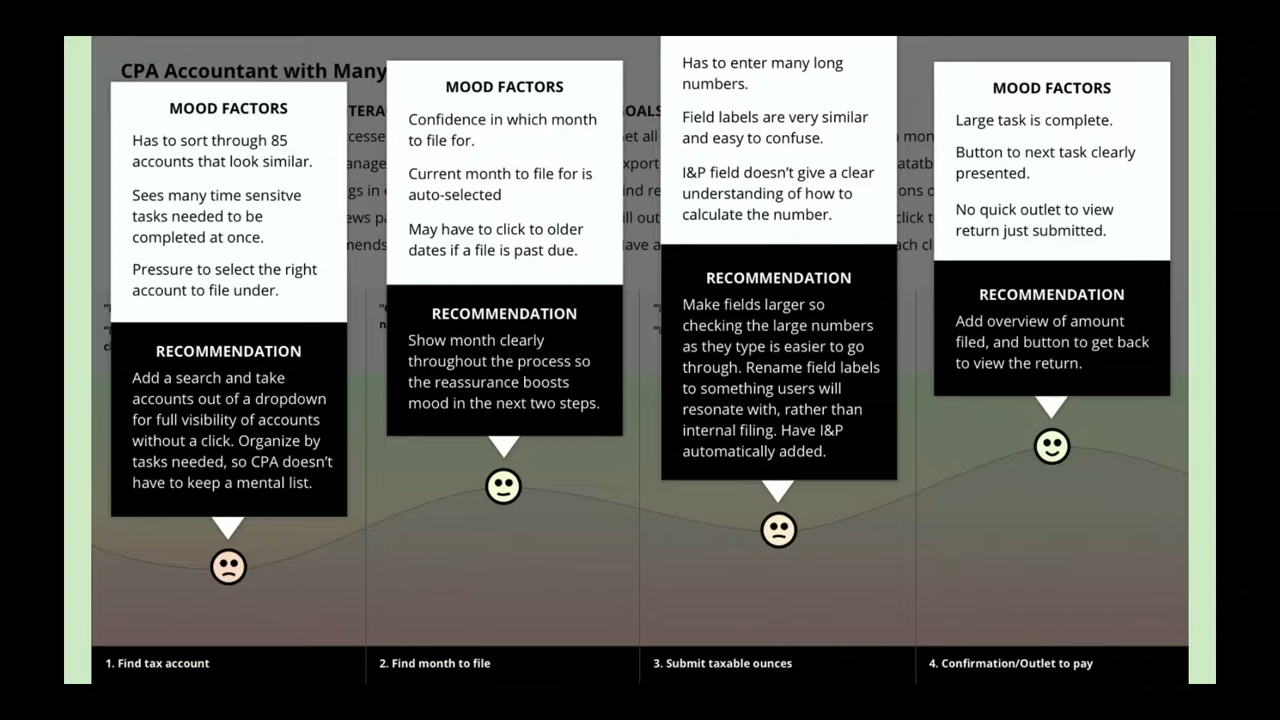 CPA Accountant with Many
MOOD FACTORS
Has to sort through 85
accounts that look similar.
Sees many time sensitve
tasks needed to be
completed at once.
Pressure to select the right
account to file under.
RECOMMENDATION
Add a search and take
accounts out of a dropdown
for full visibility of accounts
without a click. Organize by
tasks needed, so CPA doesn't
have to keep a mental list.
MOOD FACTORS
Confidence in which month
to file for.
Current month to file for is
auto-selected
May have to click to older
dates if a file is past due.
RECOMMENDATION
Show month clearly
throughout the process so
the reassurance boosts
mood in the next two steps.
Has to enter many long
numbers.
Field labels are very similar
and easy to confuse.
I&P field doesn't give a clear
understanding of how to
calculate the number.
RECOMMENDATION
Make fields larger so
checking the large numbers
as they type is easier to go
through. Rename field labels
to something users will
resonate with, rather than
internal filing. Have I&P
automatically added.
MOOD FACTORS
Large task is complete.
Button to next task clearly
presented.
No quick outlet to view
return just submitted.
RECOMMENDATION
Add overview of amount
filed, and button to get back
to view the return.
1. Find tax account
2. Find month to file
3. Submit taxable ounces
4. Confirmation/Outlet to pay